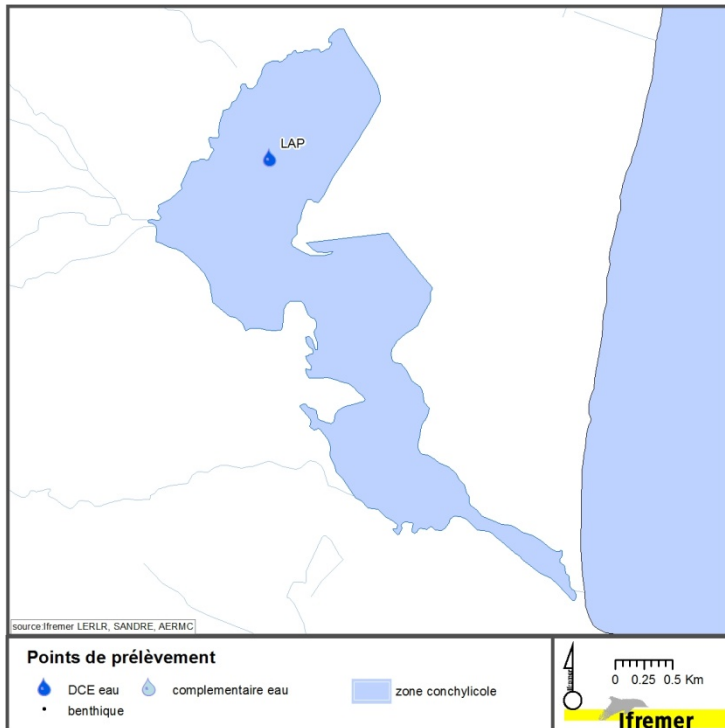 LAP
source:Ifremer LERLR, SANDRE, AERMC
Points de prélèvement
DCE eau
complementaire eau
zone conchylicole
benthique
Ifremer
0 0.25 0.5 Km
Ifremer